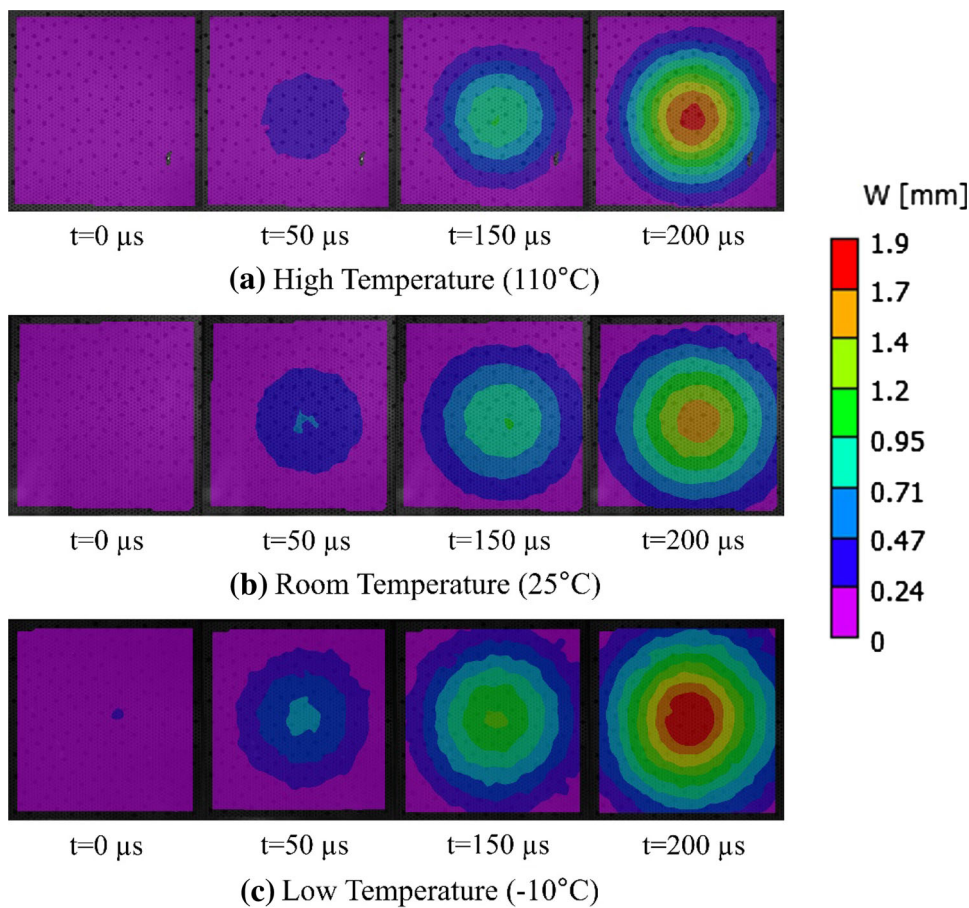 t=0 µs t=50 µs t=150 µs t=200 µs
(a) High Temperature (110°C)
t=0 µs t=50 µs t=150 µs t=200 µs
(b) Room Temperature (25°C)
t=0 µs t=50 µs t=150 µs t=200 µs
(c) Low Temperature (-10°C)
W [mm]
1.9
1.7
1.4
1.2
0.95
0.71
0.47
0.24
0